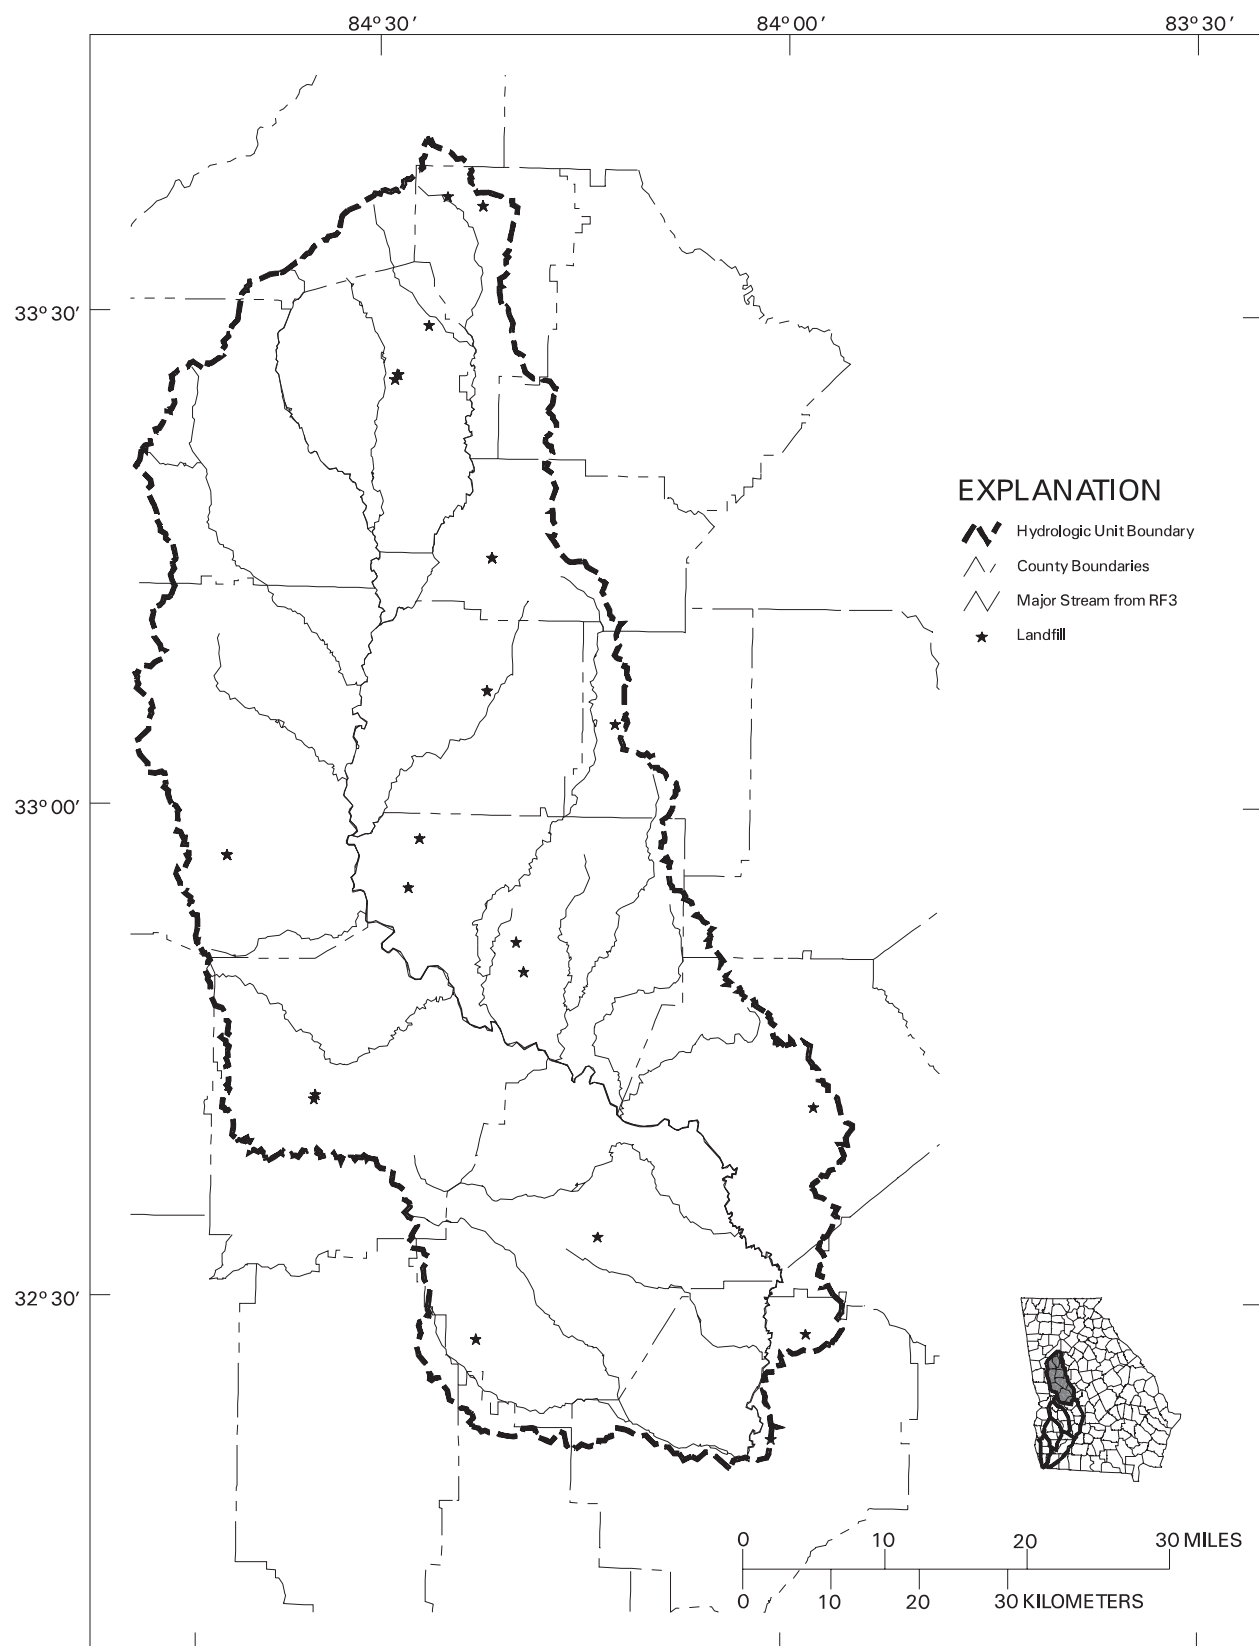 84° 30′
84° 00′
83° 30′
33° 30′
EXPLANATION
Hydrologic Unit Boundary
County Boundaries
Major Stream from RF3
Landfill
33° 00′
32° 30′
0 10 20 30 MILES
0 10 20 30 KILOMETERS